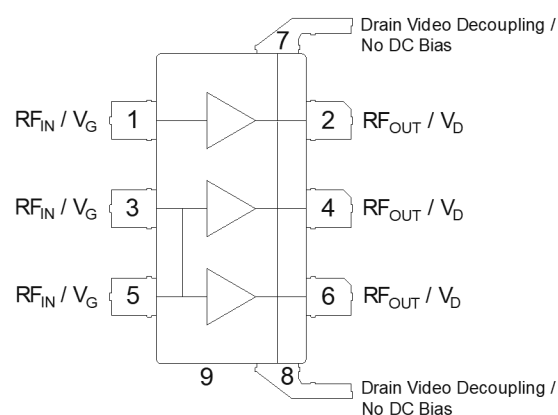 Drain Video Decoupling /
No DC Bias
7
RF_IN / V_G 1 2 RF_OUT / V_D
RF_IN / V_G 3 4 RF_OUT / V_D
RF_IN / V_G 5 6 RF_OUT / V_D
9 8
Drain Video Decoupling /
No DC Bias